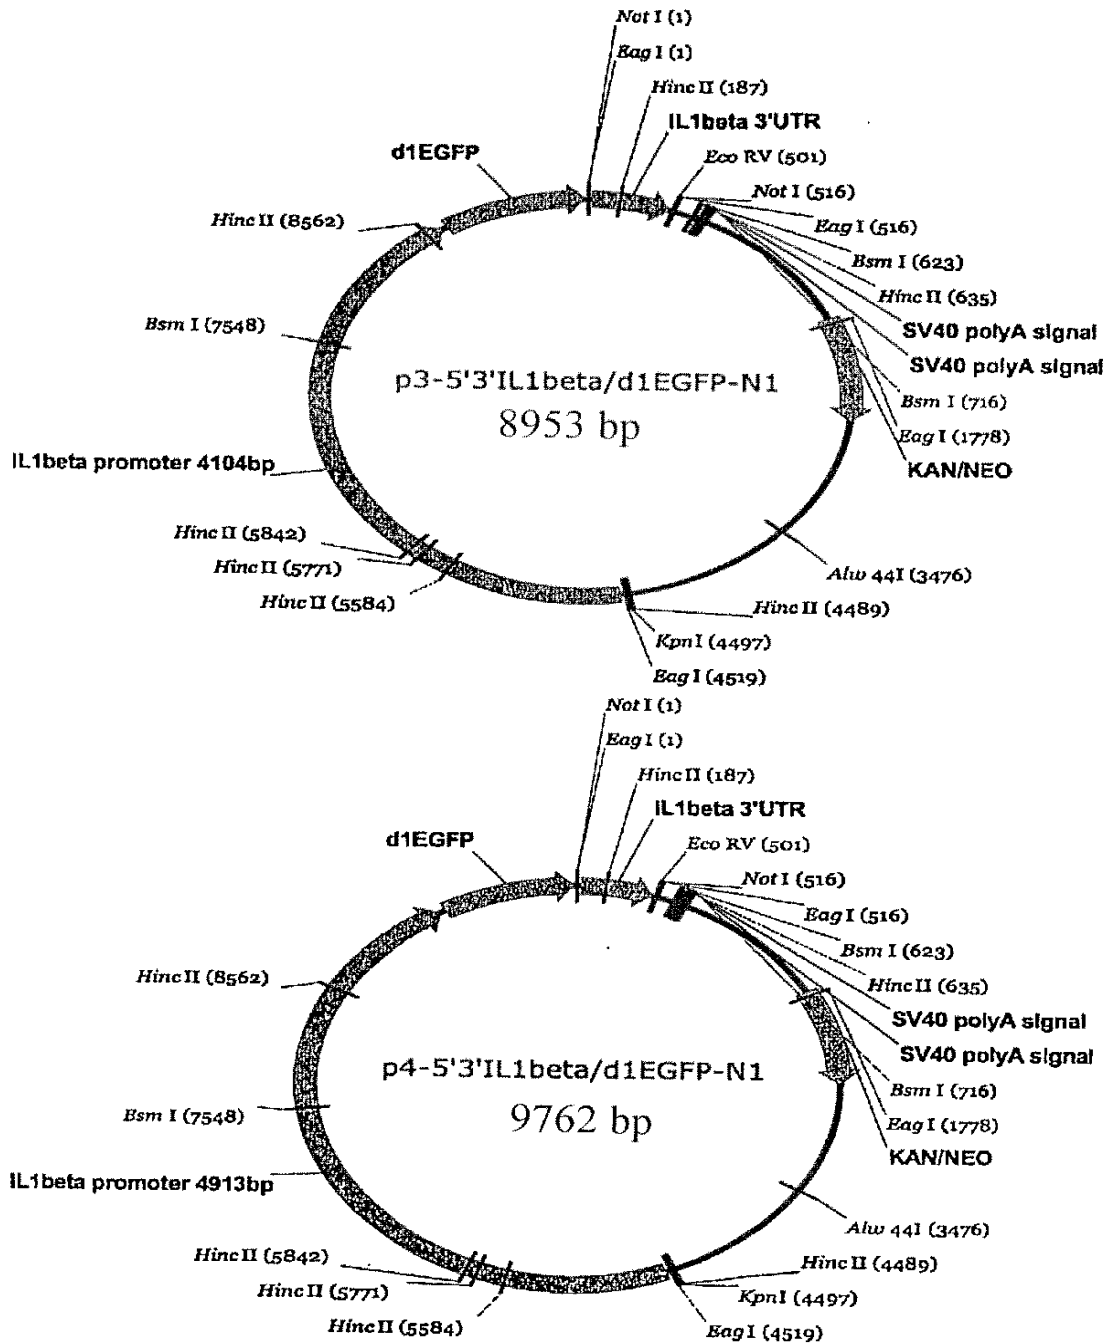 Not I (1)
Eag I (1)
Hinc II (187)
IL1beta 3'UTR
d1EGFP
Eco RV (501)
Not I (516)
Hinc II (8562)
Eag I (516)
Bsm I (623)
Hinc II (635)
Bsm I (7548)
SV40 polyA signal
SV40 polyA signal
p3-5'3'IL1beta/d1EGFP-N1
8953 bp
Bsm I (716)
Eag I (1778)
IL1beta promoter 4104bp
KAN/NEO
Hinc II (5842)
Hinc II (5771)
Alw 44I (3476)
Hinc II (5584)
Hinc II (4489)
Kpn I (4497)
Eag I (4519)
Not I (1)
Eag I (1)
Hinc II (187)
IL1beta 3'UTR
d1EGFP
Eco RV (501)
Not I (516)
Eag I (516)
Bsm I (623)
Hinc II (8562)
Hinc II (635)
SV40 polyA signal
SV40 polyA signal
p4-5'3'IL1beta/d1EGFP-N1
9762 bp
Bsm I (716)
Bsm I (7548)
Eag I (1778)
KAN/NEO
IL1beta promoter 4913bp
Alw 44I (3476)
Hinc II (5842)
Hinc II (4489)
Hinc II (5771)
Kpn I (4497)
Hinc II (5584)
Eag I (4519)